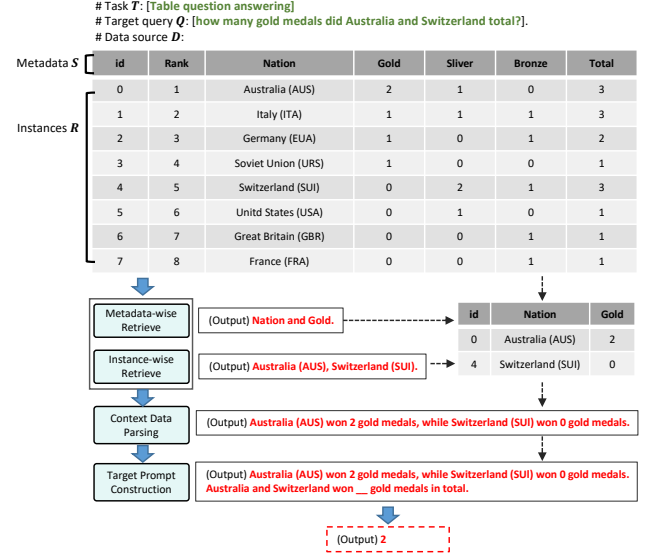 # Task T: [Table question answering]
# Target query Q: [how many gold medals did Australia and Switzerland total?].
# Data source D:
Metadata S
id Rank Nation Gold Sliver Bronze Total
Instances R
0 1 Australia (AUS) 2 1 0 3
1 2 Italy (ITA) 1 1 1 3
2 3 Germany (EUA) 1 0 1 2
3 4 Soviet Union (URS) 1 0 0 1
4 5 Switzerland (SUI) 0 2 1 3
5 6 Unitd States (USA) 0 1 0 1
6 7 Great Britain (GBR) 0 0 1 1
7 8 France (FRA) 0 0 1 1
Metadata-wise
Retrieve
(Output) Nation and Gold.
Instance-wise
Retrieve
(Output) Australia (AUS), Switzerland (SUI).
id Nation Gold
0 Australia (AUS) 2
4 Switzerland (SUI) 0
Context Data
Parsing
(Output) Australia (AUS) won 2 gold medals, while Switzerland (SUI) won 0 gold medals.
Target Prompt
Construction
(Output) Australia (AUS) won 2 gold medals, while Switzerland (SUI) won 0 gold medals.
Australia and Switzerland won __ gold medals in total.
(Output) 2